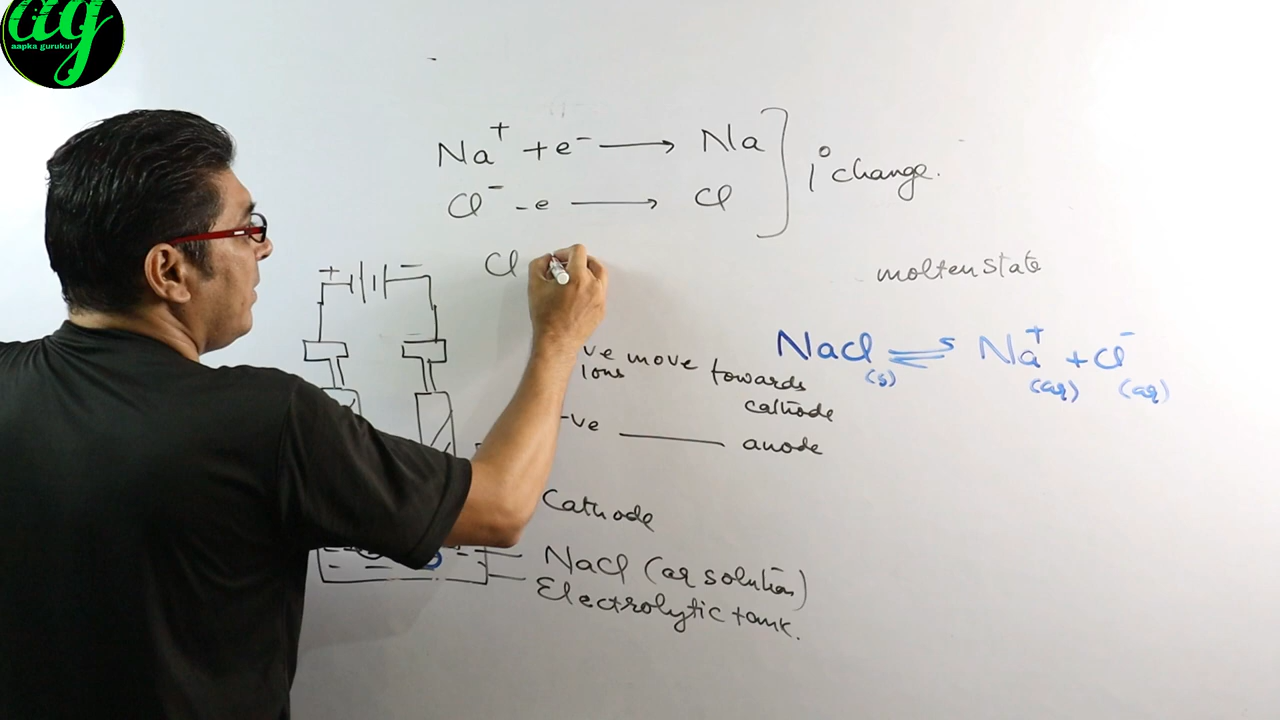 ag
aapka gurukul
Na⁺ + e⁻ ⟶ Na
Cl⁻ - e ⟶ Cl
1° change.
Cl
molten state
+ −
NaCl(s) ⇌ Na⁺(aq) + Cl⁻(aq)
ve move towards
ions
cathode
-ve ——— anode
Cathode
NaCl (aq solution)
Electrolytic tank.